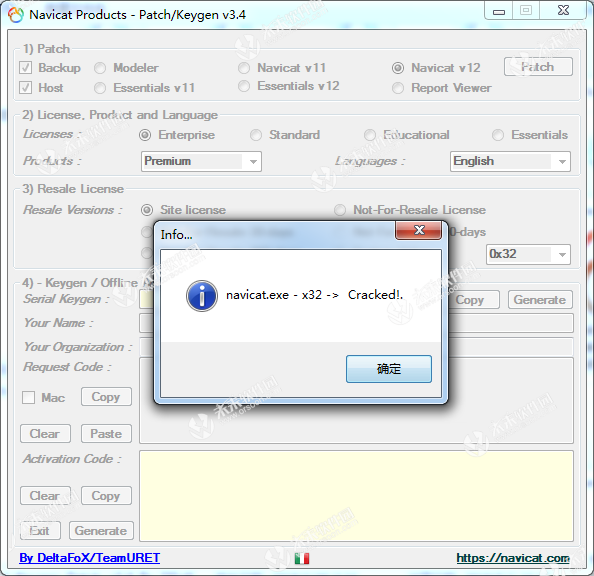 Navicat Products - Patch/Keygen v3.4
1) Patch
Backup Modeler Navicat v11 Navicat v12 Patch
Host Essentials v11 Essentials v12 Report Viewer
2) License, Product and Language
Licenses : Enterprise Standard Educational Essentials
Products : Premium Languages : English
3) Resale License
Resale Versions : Site license Not-For-Resale License
0-days
0x32
Info...
navicat.exe - x32 -> Cracked!.
确定
4) - Keygen / Offline
Serial Keygen : Copy Generate
Your Name :
Your Organization :
Request Code :
Mac Copy
Clear Paste
Activation Code :
Clear Copy
Exit Generate
By DeltaFoX/TeamURET https://navicat.com